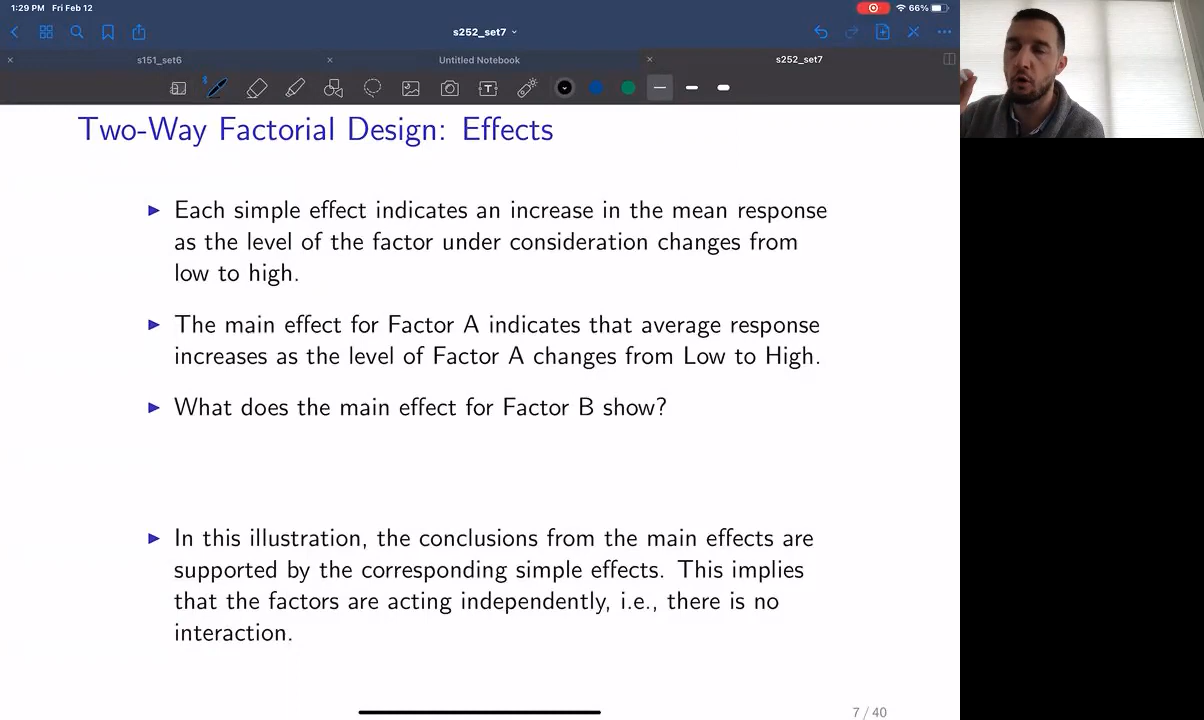 1:29 PM Fri Feb 12
66%
s252_set7
s151_set6
Untitled Notebook
s252_set7
Two-Way Factorial Design: Effects
Each simple effect indicates an increase in the mean response
as the level of the factor under consideration changes from
low to high.
The main effect for Factor A indicates that average response
increases as the level of Factor A changes from Low to High.
What does the main effect for Factor B show?
In this illustration, the conclusions from the main effects are
supported by the corresponding simple effects. This implies
that the factors are acting independently, i.e., there is no
interaction.
7 / 40